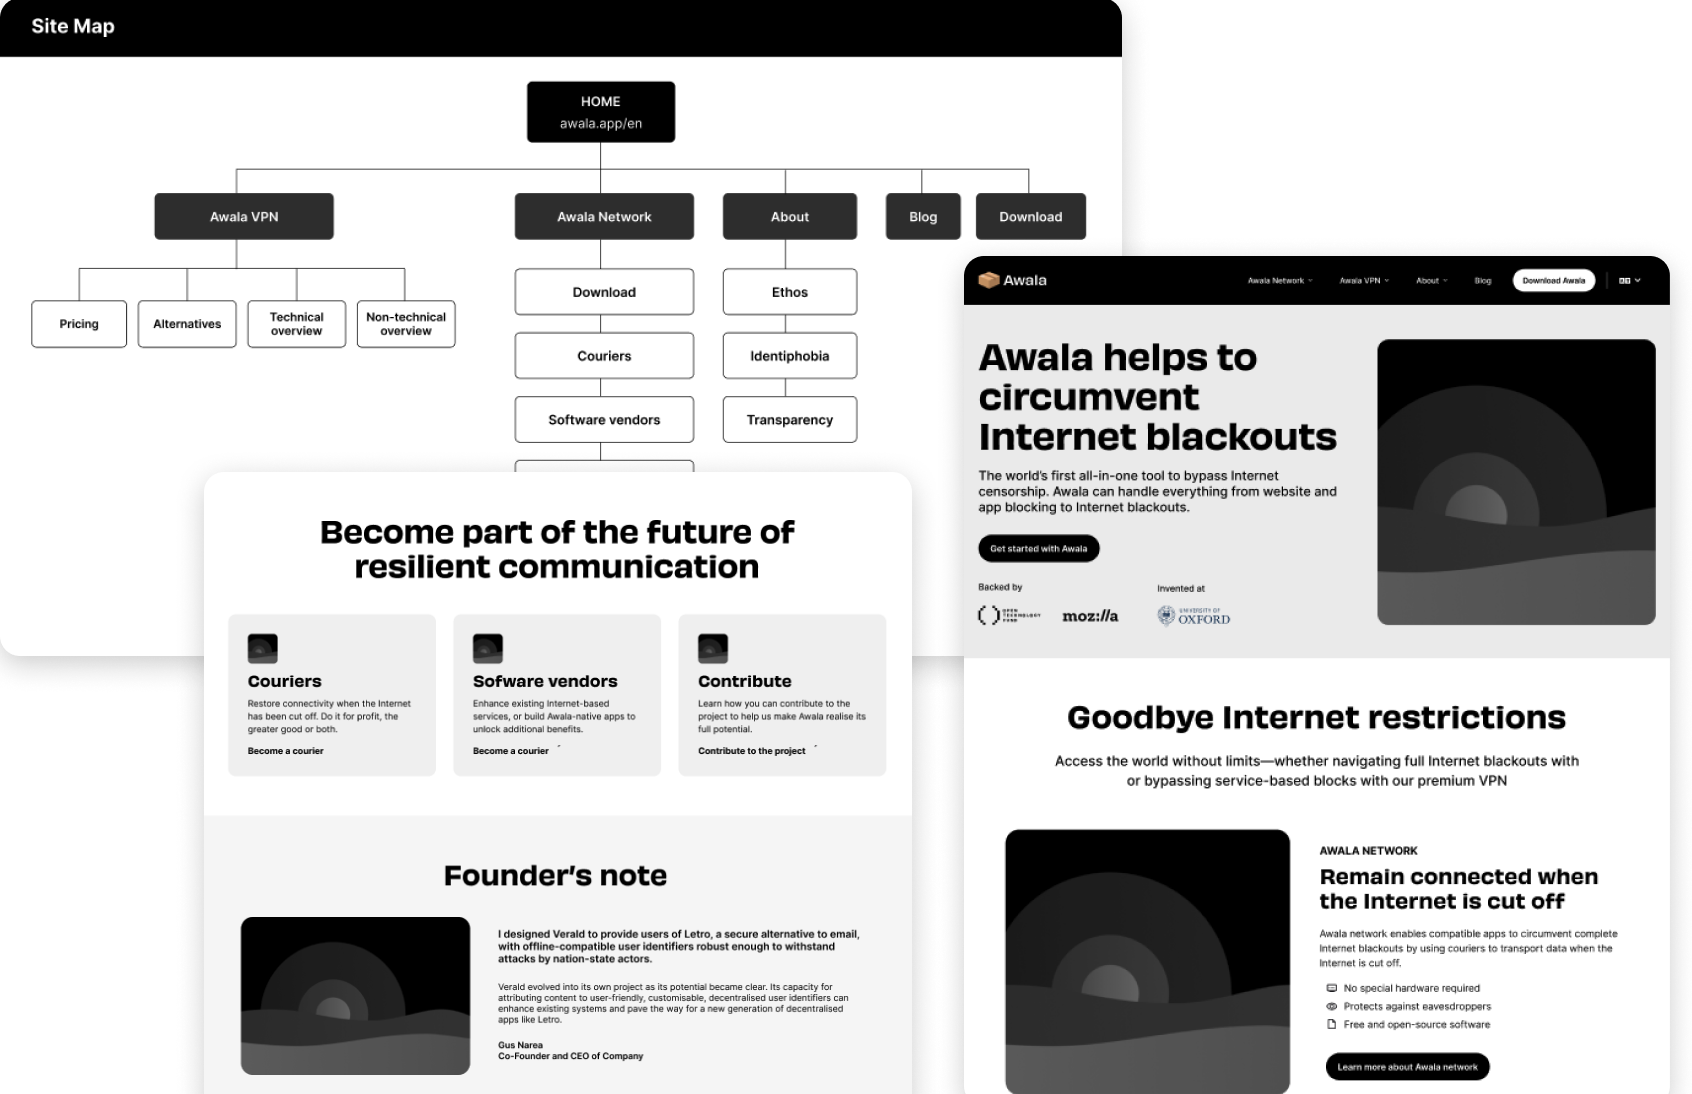 Site Map
HOME
awala.app/en
Awala VPN
Awala Network
About
Blog
Download
Pricing
Alternatives
Technical
overview
Non-technical
overview
Download
Couriers
Software vendors
Ethos
Identiphobia
Transparency
Become part of the future of
resilient communication
Couriers
Restore connectivity when the Internet
has been cut off. Do it for profit, the
greater good or both.
Become a courier
Sofware vendors
Enhance existing Internet-based
services, or build Awala-native apps to
unlock additional benefits.
Become a courier
Contribute
Learn how you can contribute to the
project to help us make Awala realise its
full potential.
Contribute to the project
Founder’s note
I designed Verald to provide users of Letro, a secure alternative to email,
with offline-compatible user identifiers robust enough to withstand
attacks by nation-state actors.
Verald evolved into its own project as its potential became clear. Its capacity for
attributing content to user-friendly, customisable, decentralised user identifiers can
enhance existing systems and pave the way for a new generation of decentralised
apps like Letro.
Gus Narea
Co-Founder and CEO of Company
Awala
Awala Network
Awala VPN
About
Blog
Download Awala
Awala helps to
circumvent
Internet blackouts
The world’s first all-in-one tool to bypass Internet
censorship. Awala can handle everything from website and
app blocking to Internet blackouts.
Get started with Awala
Backed by
Invented at
OPEN
TECHNOLOGY
FUND
moz://a
UNIVERSITY OF
OXFORD
Goodbye Internet restrictions
Access the world without limits—whether navigating full Internet blackouts with
or bypassing service-based blocks with our premium VPN
AWALA NETWORK
Remain connected when
the Internet is cut off
Awala network enables compatible apps to circumvent complete
Internet blackouts by using couriers to transport data when the
Internet is cut off.
No special hardware required
Protects against eavesdroppers
Free and open-source software
Learn more about Awala network